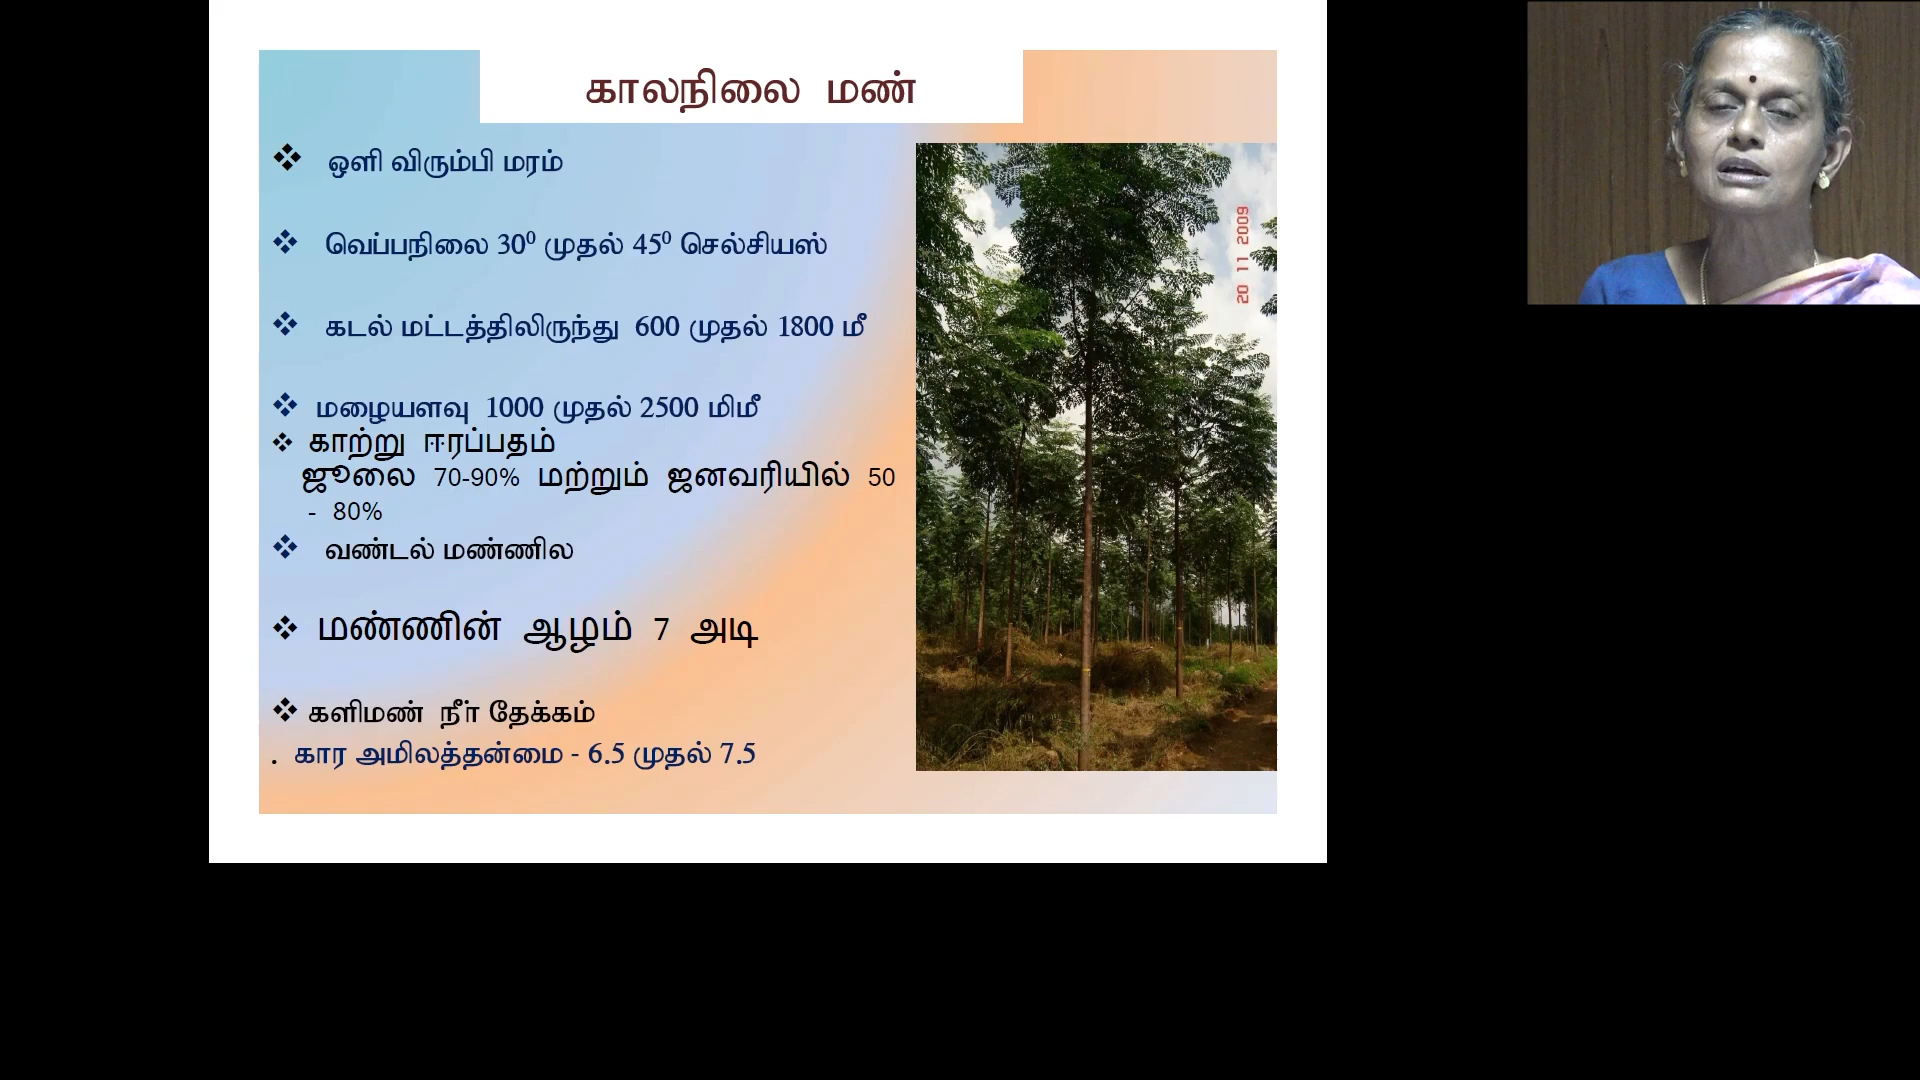 காலநிலை மண்
ஒளி விரும்பி மரம்
வெப்பநிலை 30⁰ முதல் 45⁰ செல்சியஸ்
கடல் மட்டத்திலிருந்து 600 முதல் 1800 மீ
மழையளவு 1000 முதல் 2500 மிமீ
காற்று ஈரப்பதம்
ஜூலை 70-90% மற்றும் ஜனவரியில் 50
- 80%
வண்டல் மண்ணில
மண்ணின் ஆழம் 7 அடி
களிமண் நீர் தேக்கம்
. கார அமிலத்தன்மை - 6.5 முதல் 7.5
20 11 2009